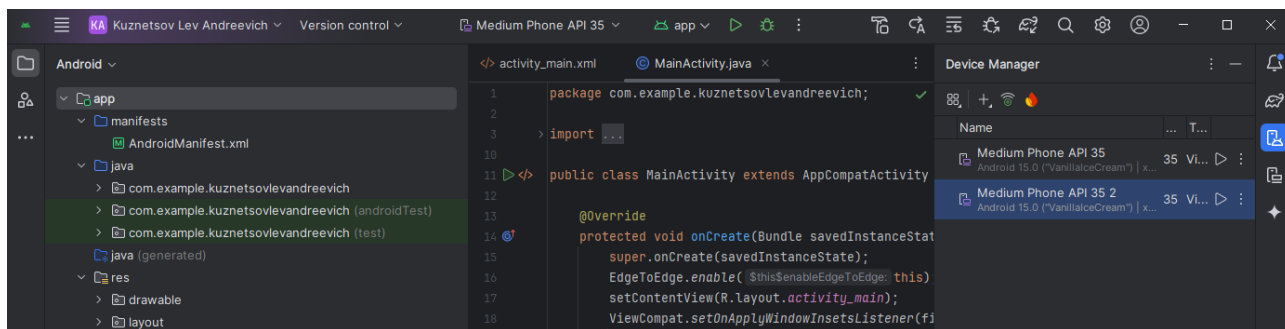 KA Kuznetsov Lev Andreevich Version control Medium Phone API 35 app
Android
app
manifests
AndroidManifest.xml
java
com.example.kuznetsovlevandreevich
com.example.kuznetsovlevandreevich (androidTest)
com.example.kuznetsovlevandreevich (test)
java (generated)
res
drawable
layout
activity_main.xml MainActivity.java
1 package com.example.kuznetsovlevandreevich;
2
3 import ...
10
11 public class MainActivity extends AppCompatActivity
12
13 @Override
14 protected void onCreate(Bundle savedInstanceStat
15 super.onCreate(savedInstanceState);
16 EdgeToEdge.enable( $this$enableEdgeToEdge: this)
17 setContentView(R.layout.activity_main);
18 ViewCompat.setOnApplyWindowInsetsListener(fi
Device Manager
Name ... T...
Medium Phone API 35 35 Vi...
Android 15.0 ("VanillaIceCream") | x...
Medium Phone API 35 2 35 Vi...
Android 15.0 ("VanillaIceCream") | x...